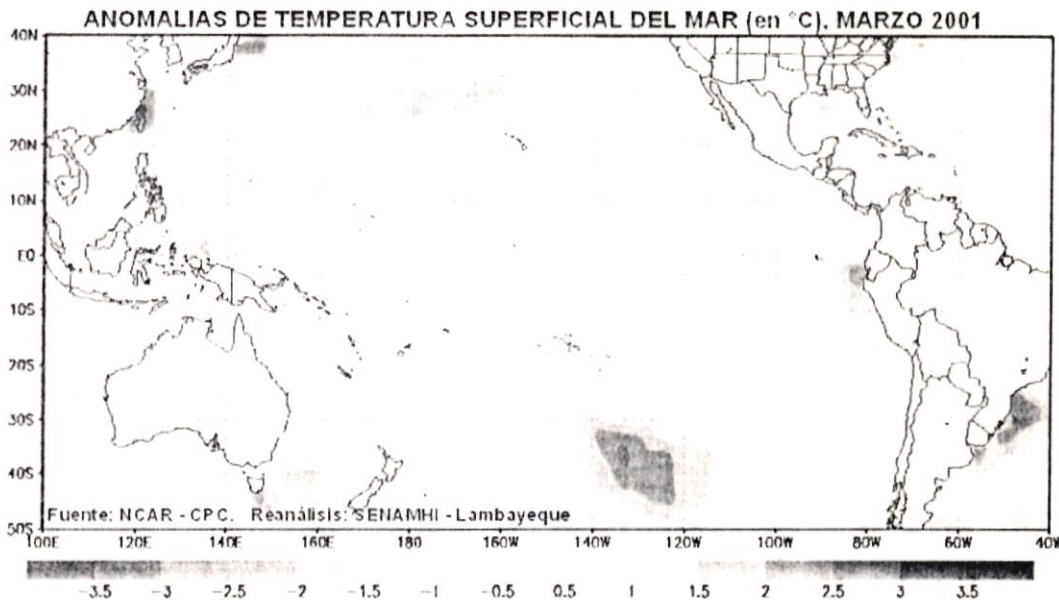 ANOMALIAS DE TEMPERATURA SUPERFICIAL DEL MAR (en °C). MARZO 2001
40N
30N
20N
10N
EQ
10S
20S
30S
40S
50S
Fuente: NCAR - CPC. Reanálisis: SENAMHI - Lambayeque
100E 120E 140E 160E 180 160W 140W 120W 100W 80W 60W 40W
-3.5 -3 -2.5 -2 -1.5 -1 -0.5 0.5 1 1.5 2 2.5 3 3.5